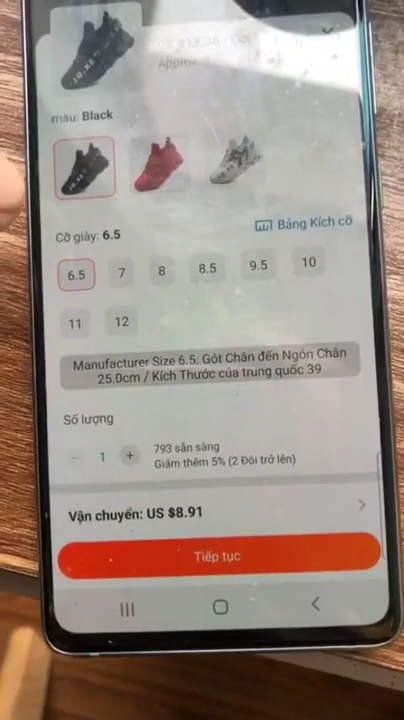 US $13.36 /
màu: Black
Cỡ giày: 6.5
Bảng Kích cỡ
6.5 7 8 8.5 9.5 10
11 12
Manufacturer Size 6.5: Gót Chân đến Ngón Chân
25.0cm / Kích Thước của trung quốc 39
Số lượng
− 1 +
793 sẵn sàng
Giảm thêm 5% (2 Đôi trở lên)
Vận chuyển: US $8.91
Tiếp tục